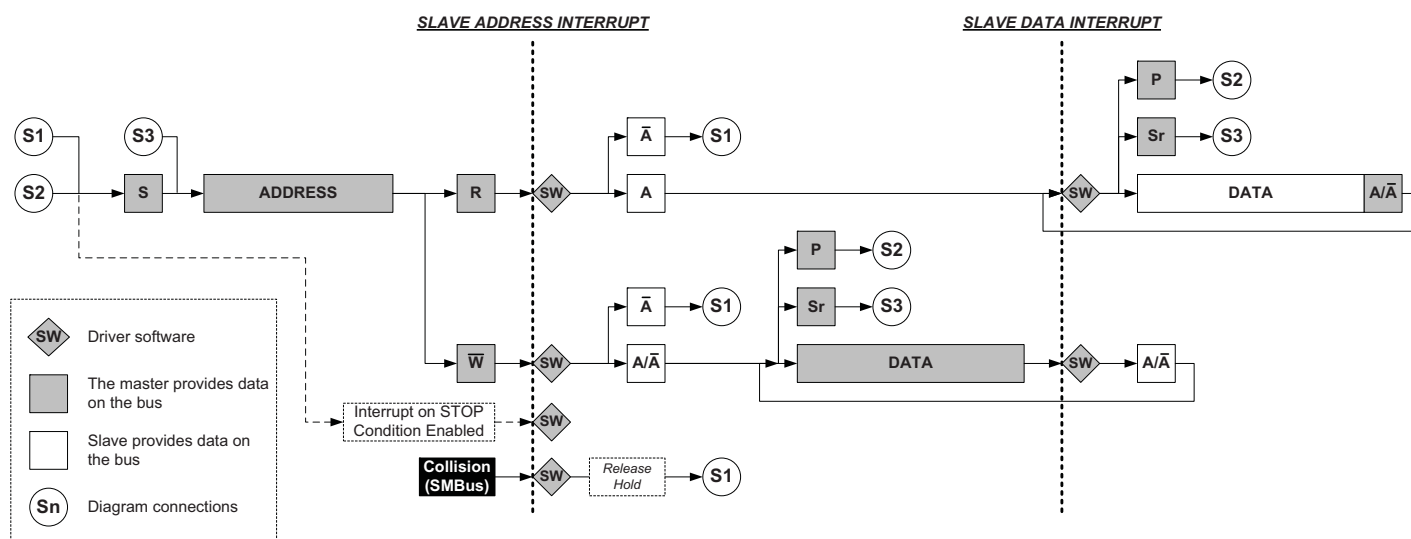 SLAVE ADDRESS INTERRUPT
SLAVE DATA INTERRUPT
P
S2
S1
S3
A̅
S1
Sr
S3
S2
S
ADDRESS
R
SW
A
SW
DATA
A/A̅
P
S2
A̅
S1
Sr
S3
W̅
SW
A/A̅
DATA
SW
A/A̅
Interrupt on STOP
Condition Enabled
SW
Collision
(SMBus)
SW
Release
Hold
S1
SW
Driver software
The master provides data
on the bus
Slave provides data on
the bus
Sn
Diagram connections